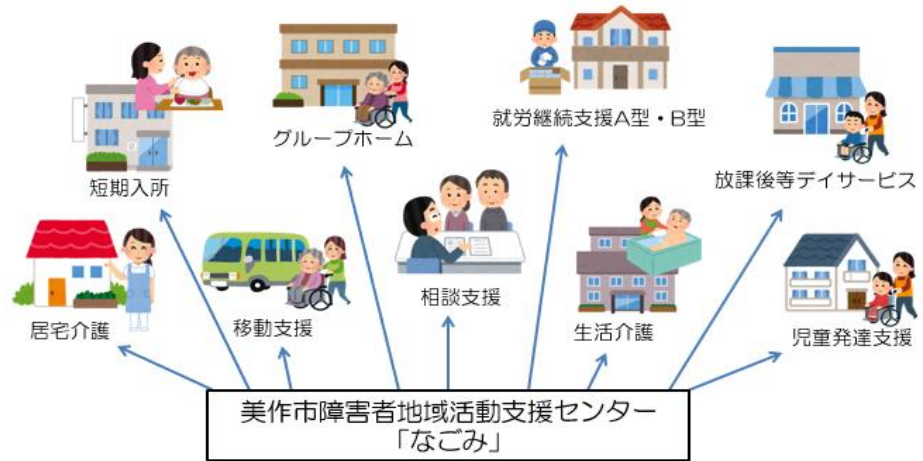 短期入所
グループホーム
就労継続支援A型・B型
放課後等デイサービス
居宅介護
移動支援
相談支援
生活介護
児童発達支援
美作市障害者地域活動支援センター
「なごみ」